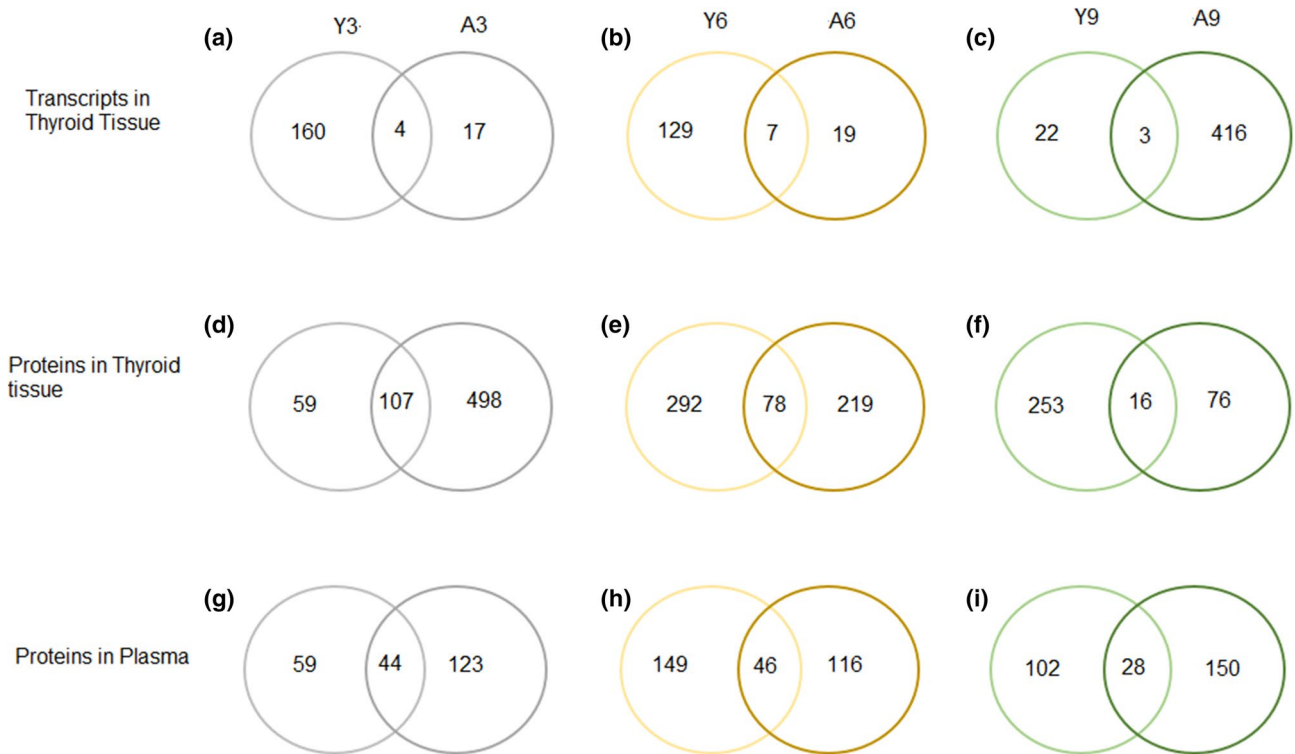 Y3. A3 Y6 A6 Y9 A9
(a) (b) (c)
Transcripts in
Thyroid Tissue
160 4 17 129 7 19 22 3 416
(d) (e) (f)
Proteins in Thyroid
tissue
59 107 498 292 78 219 253 16 76
(g) (h) (i)
Proteins in Plasma
59 44 123 149 46 116 102 28 150